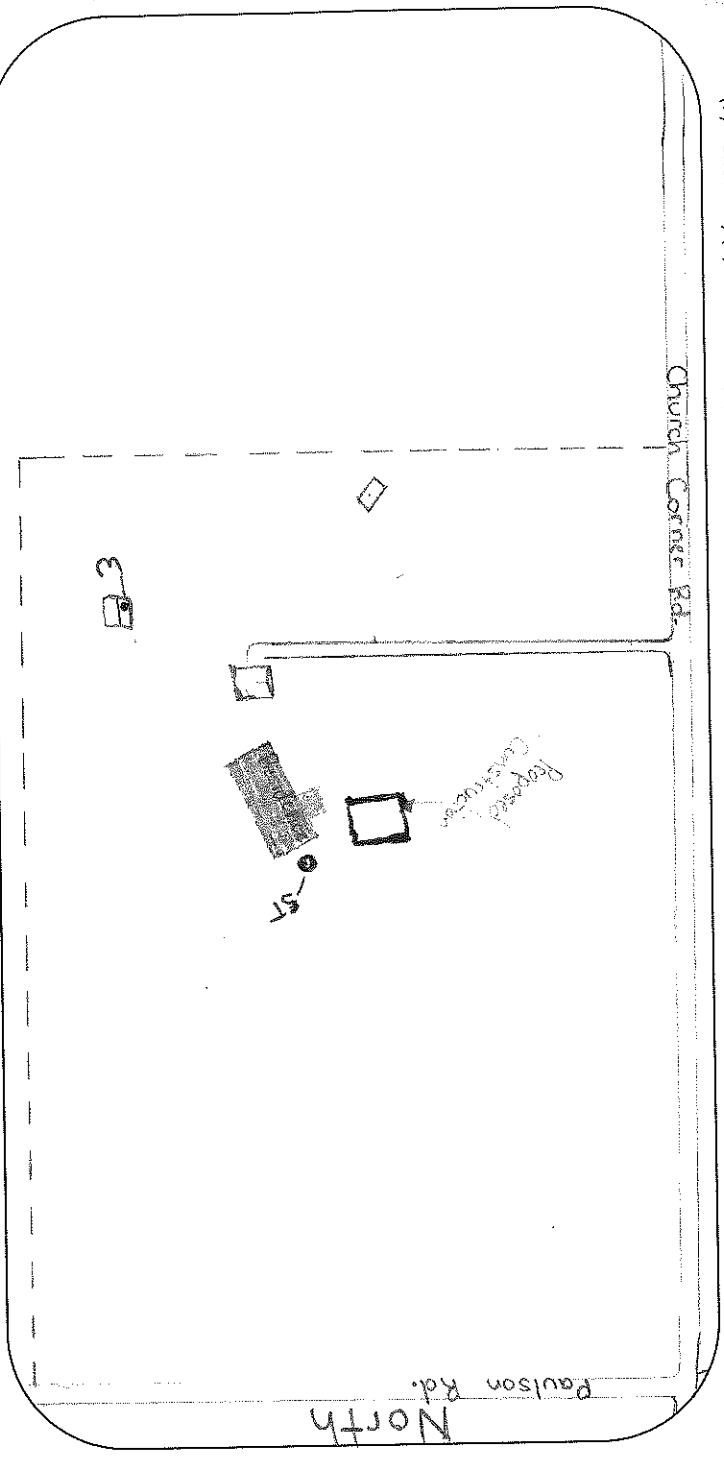 Church Corner Rd.
3
Proposed
Construction
ST
Paulson Rd.
North